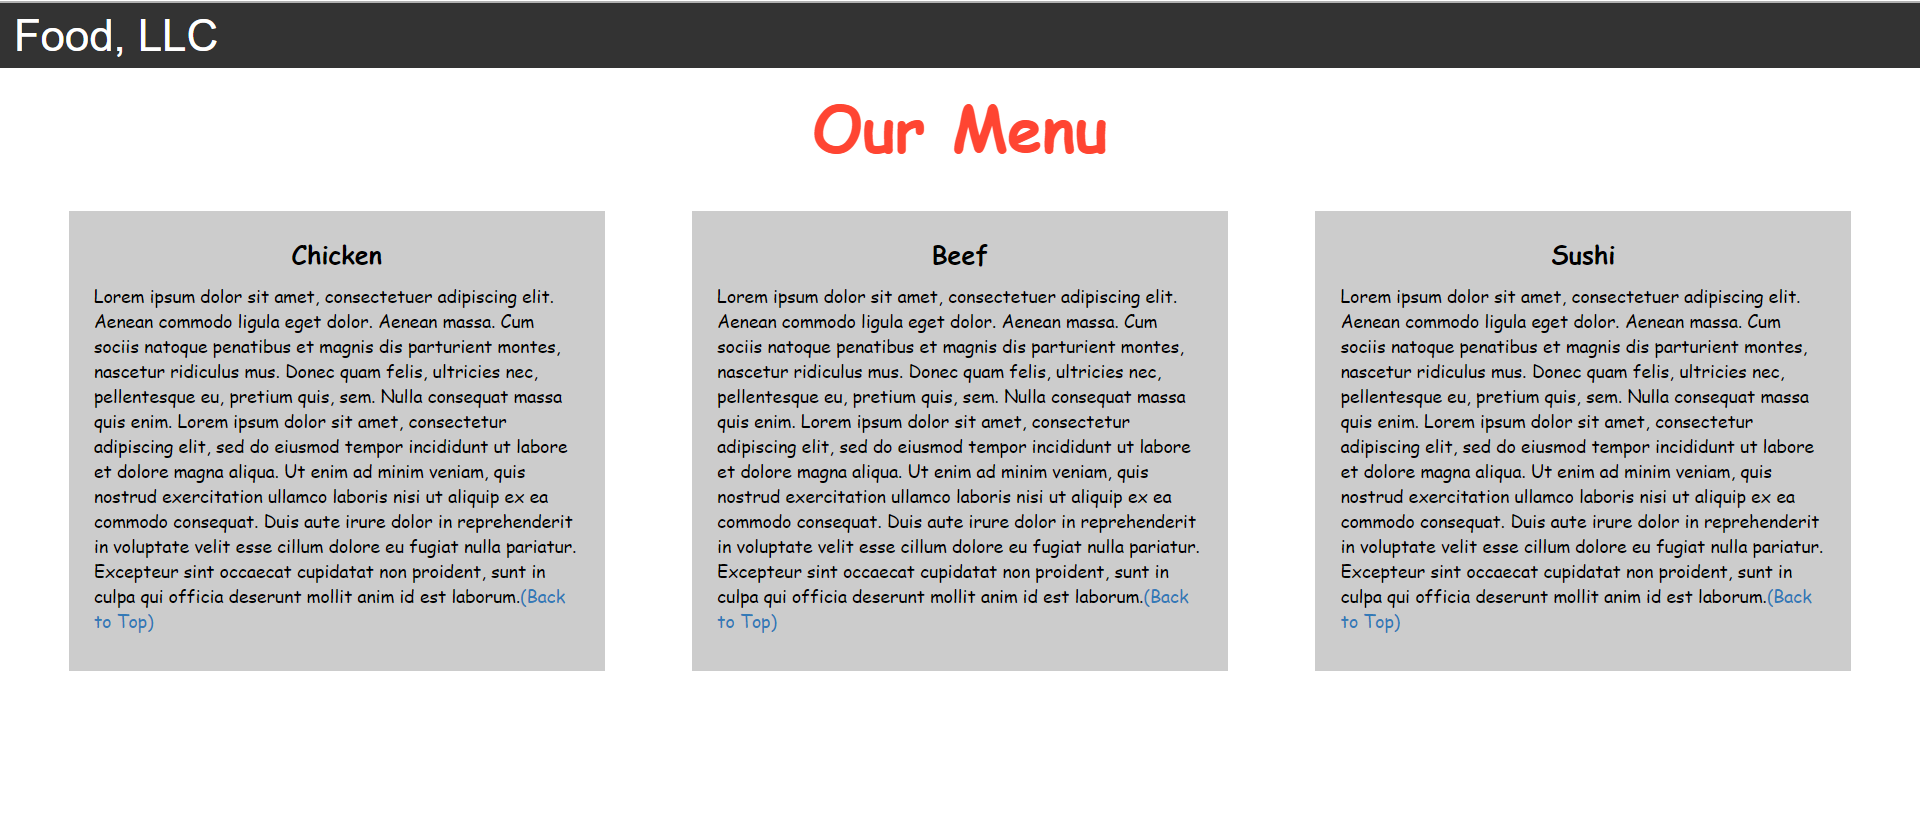 Food, LLC
Our Menu
Chicken
Lorem ipsum dolor sit amet, consectetuer adipiscing elit.
Aenean commodo ligula eget dolor. Aenean massa. Cum
sociis natoque penatibus et magnis dis parturient montes,
nascetur ridiculus mus. Donec quam felis, ultricies nec,
pellentesque eu, pretium quis, sem. Nulla consequat massa
quis enim. Lorem ipsum dolor sit amet, consectetur
adipiscing elit, sed do eiusmod tempor incididunt ut labore
et dolore magna aliqua. Ut enim ad minim veniam, quis
nostrud exercitation ullamco laboris nisi ut aliquip ex ea
commodo consequat. Duis aute irure dolor in reprehenderit
in voluptate velit esse cillum dolore eu fugiat nulla pariatur.
Excepteur sint occaecat cupidatat non proident, sunt in
culpa qui officia deserunt mollit anim id est laborum.(Back
to Top)
Beef
Lorem ipsum dolor sit amet, consectetuer adipiscing elit.
Aenean commodo ligula eget dolor. Aenean massa. Cum
sociis natoque penatibus et magnis dis parturient montes,
nascetur ridiculus mus. Donec quam felis, ultricies nec,
pellentesque eu, pretium quis, sem. Nulla consequat massa
quis enim. Lorem ipsum dolor sit amet, consectetur
adipiscing elit, sed do eiusmod tempor incididunt ut labore
et dolore magna aliqua. Ut enim ad minim veniam, quis
nostrud exercitation ullamco laboris nisi ut aliquip ex ea
commodo consequat. Duis aute irure dolor in reprehenderit
in voluptate velit esse cillum dolore eu fugiat nulla pariatur.
Excepteur sint occaecat cupidatat non proident, sunt in
culpa qui officia deserunt mollit anim id est laborum.(Back
to Top)
Sushi
Lorem ipsum dolor sit amet, consectetuer adipiscing elit.
Aenean commodo ligula eget dolor. Aenean massa. Cum
sociis natoque penatibus et magnis dis parturient montes,
nascetur ridiculus mus. Donec quam felis, ultricies nec,
pellentesque eu, pretium quis, sem. Nulla consequat massa
quis enim. Lorem ipsum dolor sit amet, consectetur
adipiscing elit, sed do eiusmod tempor incididunt ut labore
et dolore magna aliqua. Ut enim ad minim veniam, quis
nostrud exercitation ullamco laboris nisi ut aliquip ex ea
commodo consequat. Duis aute irure dolor in reprehenderit
in voluptate velit esse cillum dolore eu fugiat nulla pariatur.
Excepteur sint occaecat cupidatat non proident, sunt in
culpa qui officia deserunt mollit anim id est laborum.(Back
to Top)